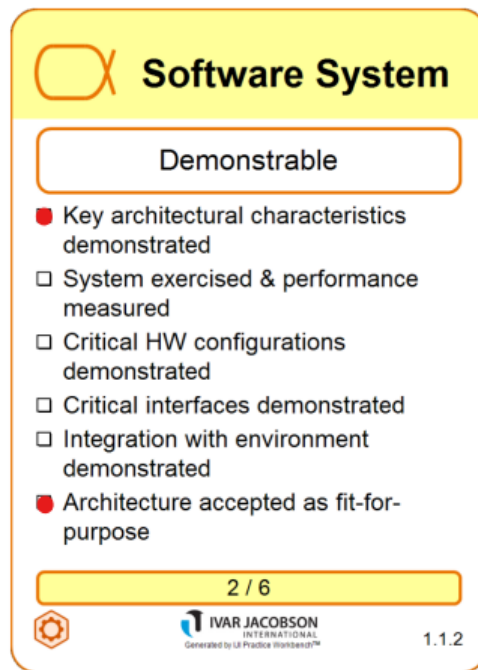 Software System
Demonstrable
Key architectural characteristics
demonstrated
System exercised & performance
measured
Critical HW configurations
demonstrated
Critical interfaces demonstrated
Integration with environment
demonstrated
Architecture accepted as fit-for-
purpose
2 / 6
IVAR JACOBSON
INTERNATIONAL
Generated by IJI Practice Workbench™
1.1.2